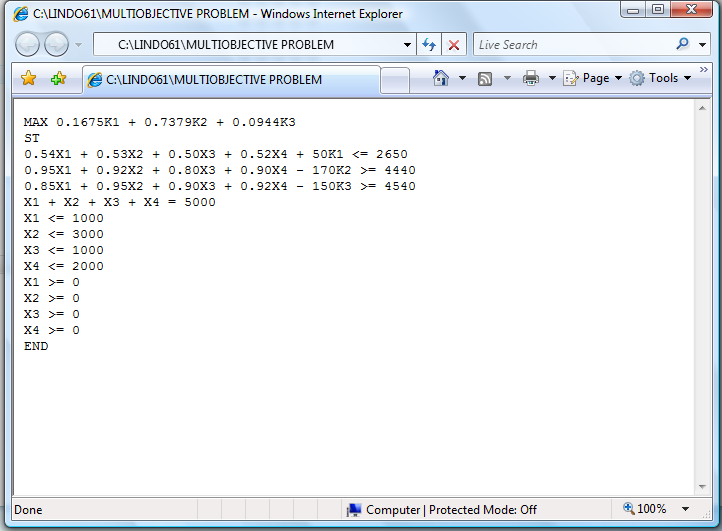 C:\LINDO61\MULTIOBJECTIVE PROBLEM - Windows Internet Explorer
C:\LINDO61\MULTIOBJECTIVE PROBLEM
Live Search
C:\LINDO61\MULTIOBJECTIVE PROBLEM
Page
Tools
MAX 0.1675K1 + 0.7379K2 + 0.0944K3
ST
0.54X1 + 0.53X2 + 0.50X3 + 0.52X4 + 50K1 <= 2650
0.95X1 + 0.92X2 + 0.80X3 + 0.90X4 - 170K2 >= 4440
0.85X1 + 0.95X2 + 0.90X3 + 0.92X4 - 150K3 >= 4540
X1 + X2 + X3 + X4 = 5000
X1 <= 1000
X2 <= 3000
X3 <= 1000
X4 <= 2000
X1 >= 0
X2 >= 0
X3 >= 0
X4 >= 0
END
Done
Computer | Protected Mode: Off
100%